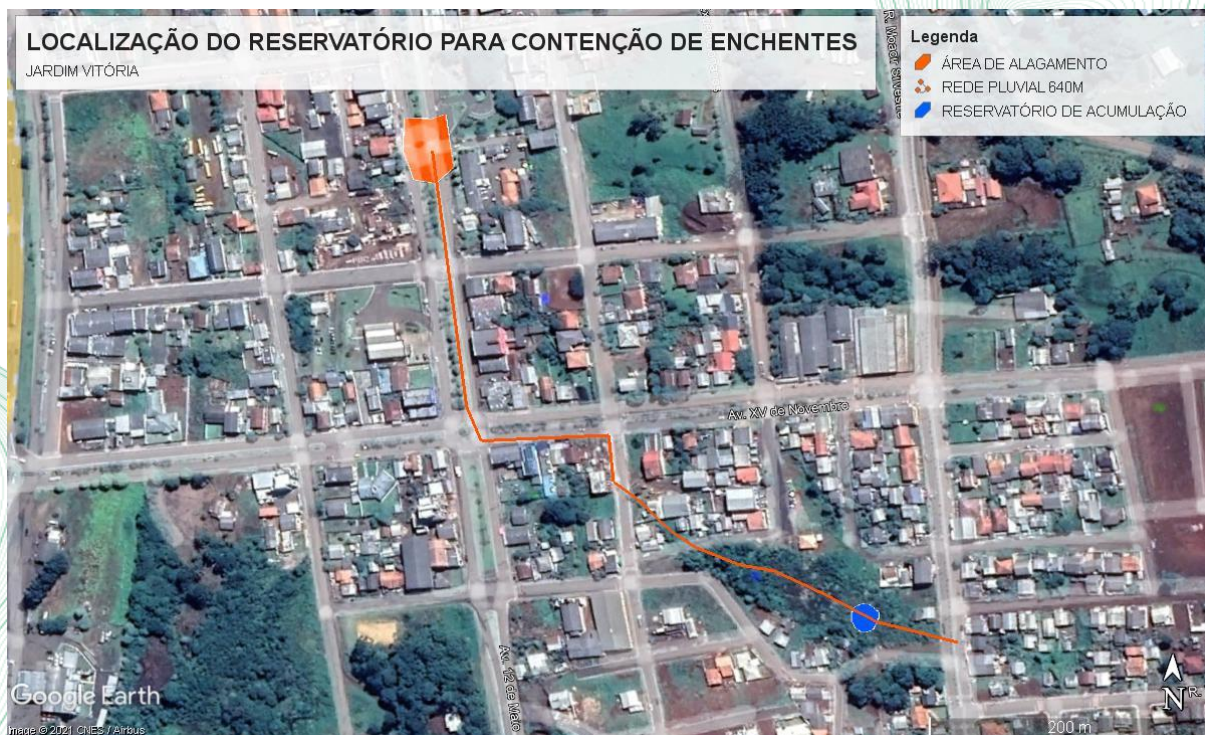 LOCALIZAÇÃO DO RESERVATÓRIO PARA CONTENÇÃO DE ENCHENTES
JARDIM VITÓRIA
Legenda
ÁREA DE ALAGAMENTO
REDE PLUVIAL 640M
RESERVATÓRIO DE ACUMULAÇÃO
R. Moacir
Av. XV de Novembro
Av. 12 de Maio
Google Earth
Image © 2021 CNES / Airbus
N
R.
200 m